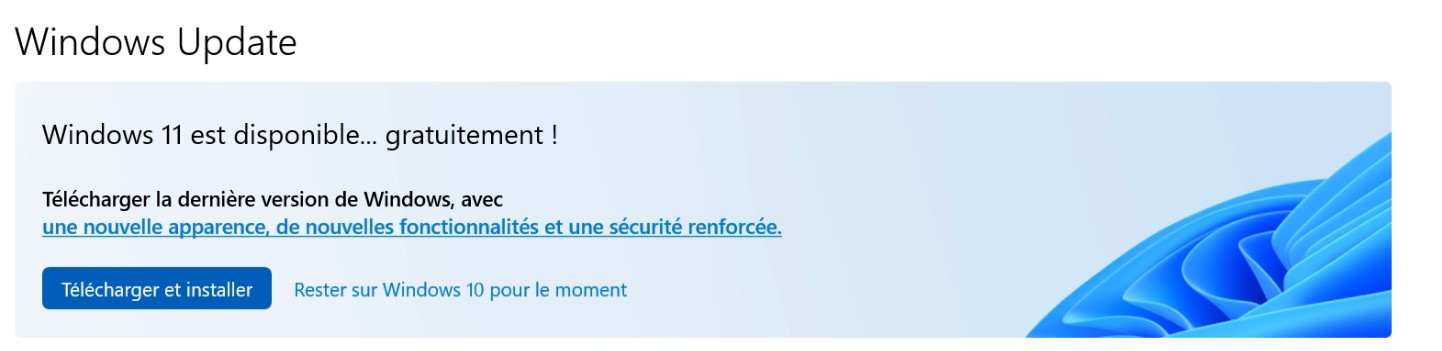 Windows Update
Windows 11 est disponible... gratuitement !
Télécharger la dernière version de Windows, avec
une nouvelle apparence, de nouvelles fonctionnalités et une sécurité renforcée.
Télécharger et installer
Rester sur Windows 10 pour le moment